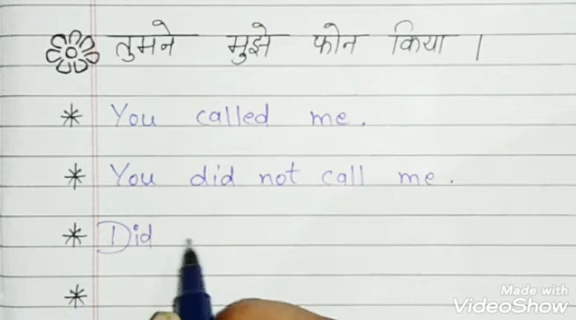 तुमने मुझे फोन किया ।
* You called me.
* You did not call me.
* Did
*
Made with
VideoShow